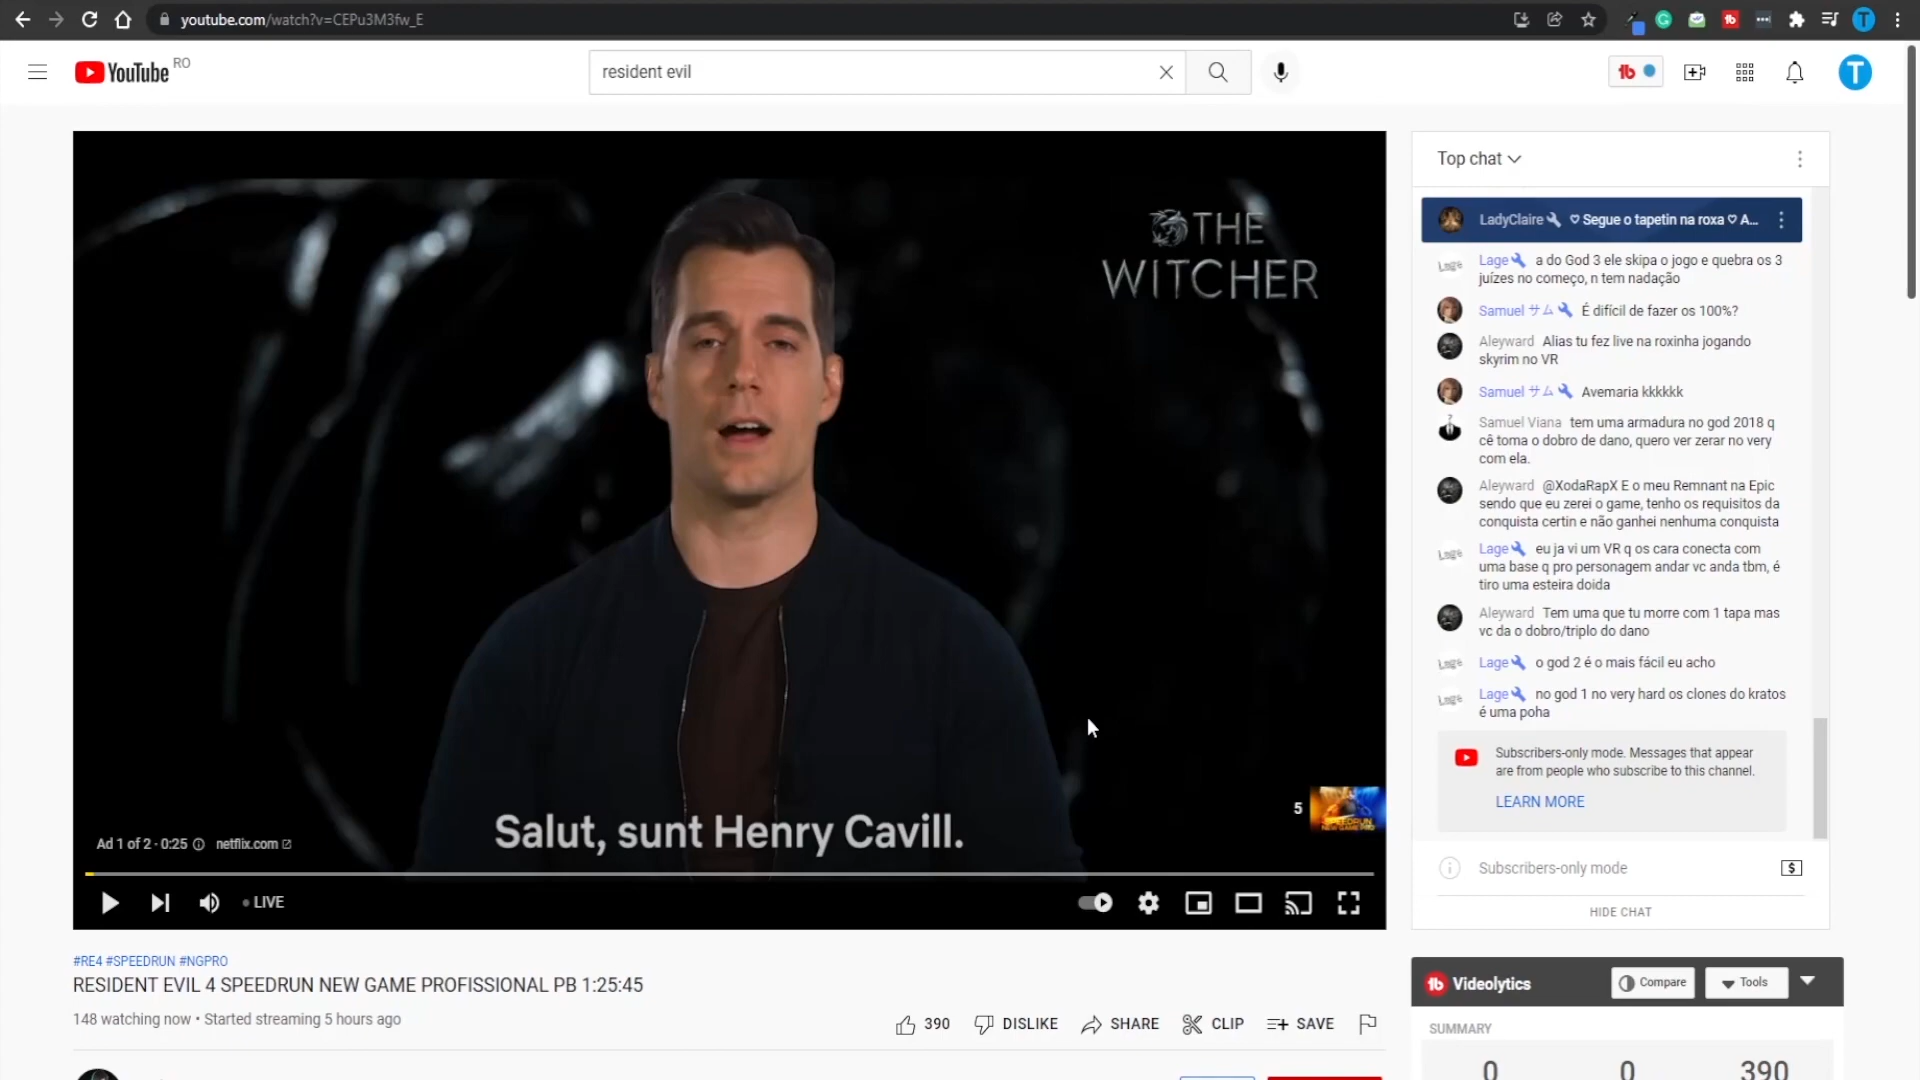 youtube.com/watch?v=CEPu3M3fw_E
YouTube RO
resident evil
THE
WITCHER
Salut, sunt Henry Cavill.
5
Ad 1 of 2 · 0:25
netflix.com
LIVE
#RE4 #SPEEDRUN #NGPRO
RESIDENT EVIL 4 SPEEDRUN NEW GAME PROFISSIONAL PB 1:25:45
148 watching now • Started streaming 5 hours ago
390
DISLIKE
SHARE
CLIP
SAVE
Top chat
LadyClaire ♡ Segue o tapetin na roxa ♡ A...
Lage a do God 3 ele skipa o jogo e quebra os 3
juízes no começo, n tem nadação
Samuel サム É difícil de fazer os 100%?
Aleyward Alias tu fez live na roxinha jogando
skyrim no VR
Samuel サム Avemaria kkkkkk
Samuel Viana tem uma armadura no god 2018 q
cê toma o dobro de dano, quero ver zerar no very
com ela.
Aleyward @XodaRapX E o meu Remnant na Epic
sendo que eu zerei o game, tenho os requisitos da
conquista certin e não ganhei nenhuma conquista
Lage eu ja vi um VR q os cara conecta com
uma base q pro personagem andar vc anda tbm, é
tiro uma esteira doida
Aleyward Tem uma que tu morre com 1 tapa mas
vc da o dobro/triplo do dano
Lage o god 2 é o mais fácil eu acho
Lage no god 1 no very hard os clones do kratos
é uma poha
Subscribers-only mode. Messages that appear
are from people who subscribe to this channel.
LEARN MORE
Subscribers-only mode
HIDE CHAT
Videolytics
Compare
Tools
SUMMARY
0 0 390